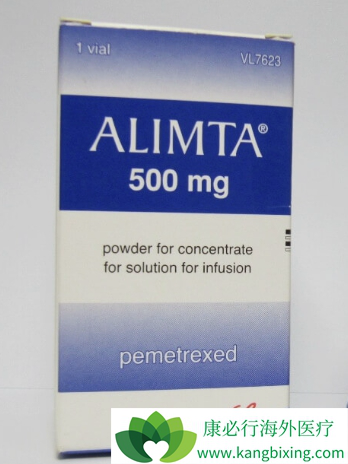 1 vial
VL7623
ALIMTA®
500 mg
powder for concentrate
for solution for infusion
pemetrexed
康必行海外医疗
www.kangbixing.com